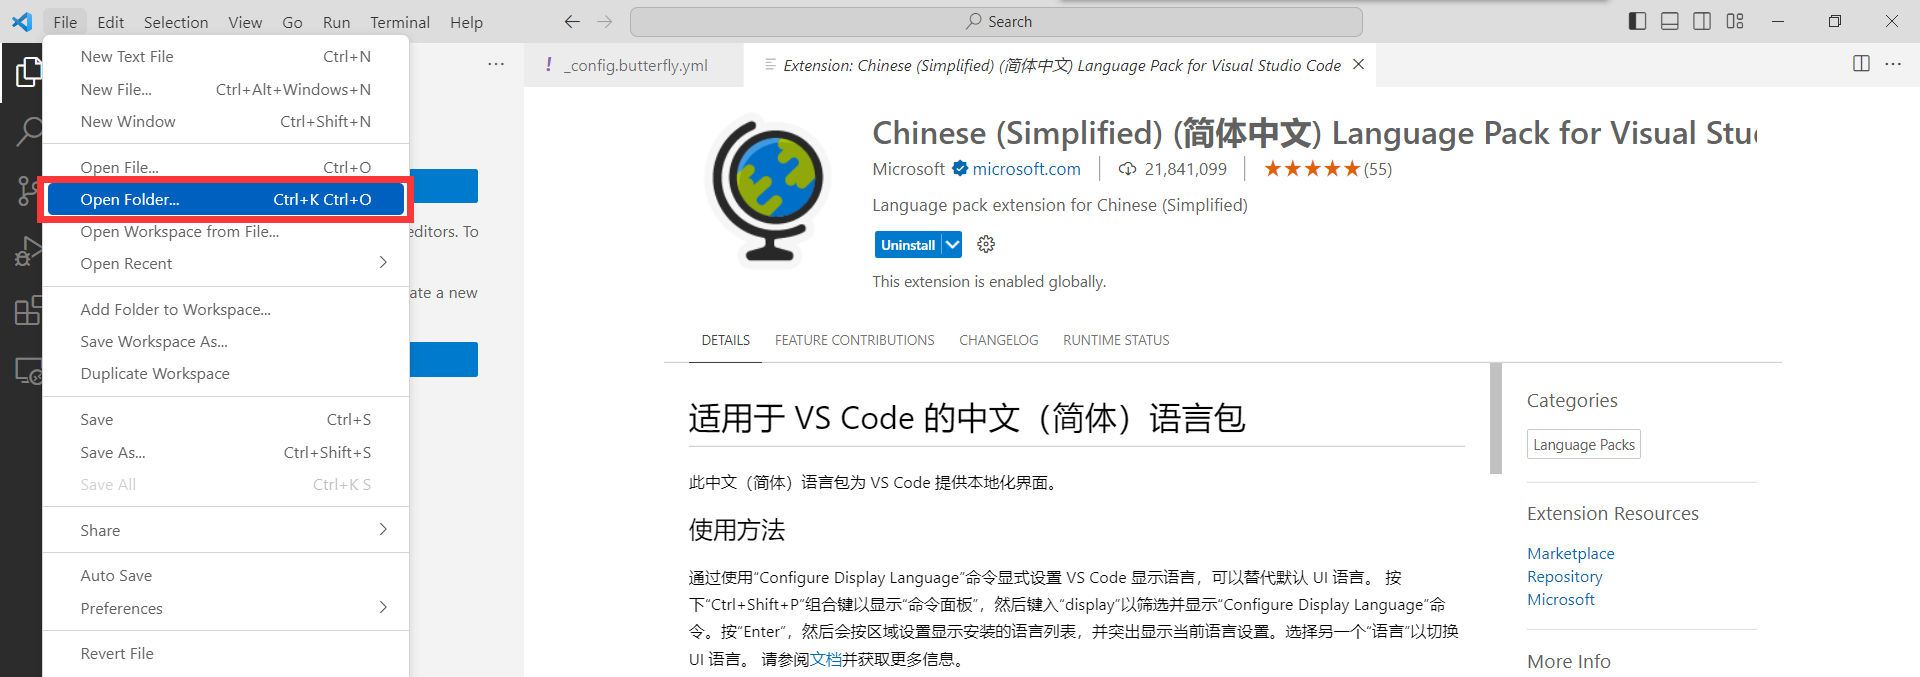 File Edit Selection View Go Run Terminal Help
Search
New Text File Ctrl+N
New File... Ctrl+Alt+Windows+N
New Window Ctrl+Shift+N
Open File... Ctrl+O
Open Folder... Ctrl+K Ctrl+O
Open Workspace from File...
Open Recent
Add Folder to Workspace...
Save Workspace As...
Duplicate Workspace
Save Ctrl+S
Save As... Ctrl+Shift+S
Save All Ctrl+K S
Share
Auto Save
Preferences
Revert File
editors. To
ate a new
! _config.butterfly.yml
Extension: Chinese (Simplified) (简体中文) Language Pack for Visual Studio Code
Chinese (Simplified) (简体中文) Language Pack for Visual Stu
Microsoft microsoft.com 21,841,099 ★★★★★(55)
Language pack extension for Chinese (Simplified)
Uninstall
This extension is enabled globally.
DETAILS FEATURE CONTRIBUTIONS CHANGELOG RUNTIME STATUS
适用于 VS Code 的中文（简体）语言包
此中文（简体）语言包为 VS Code 提供本地化界面。
使用方法
通过使用“Configure Display Language”命令显式设置 VS Code 显示语言，可以替代默认 UI 语言。 按
下“Ctrl+Shift+P”组合键以显示“命令面板”，然后键入“display”以筛选并显示“Configure Display Language”命
令。按“Enter”，然后会按区域设置显示安装的语言列表，并突出显示当前语言设置。选择另一个“语言”以切换
UI 语言。 请参阅文档并获取更多信息。
Categories
Language Packs
Extension Resources
Marketplace
Repository
Microsoft
More Info